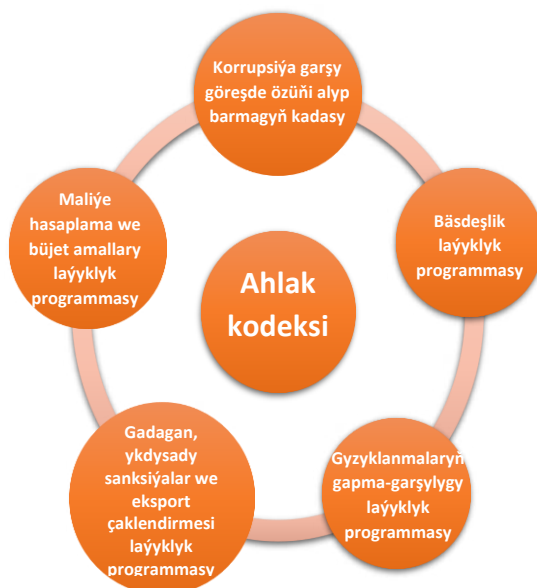 Korrupsiýa garşy
göreşde özüňi alyp
barmagyň kadasy
Maliýe
hasaplama we
büjet amallary
laýyklyk
programmasy
Bäsdeşlik
laýyklyk
programmasy
Ahlak
kodeksi
Gadagan,
ykdysady
sanksiýalar we
eksport
çaklendirmesi
laýyklyk
programmasy
Gyzyklanmalaryň
gapma-garşylygy
laýyklyk
programmasy